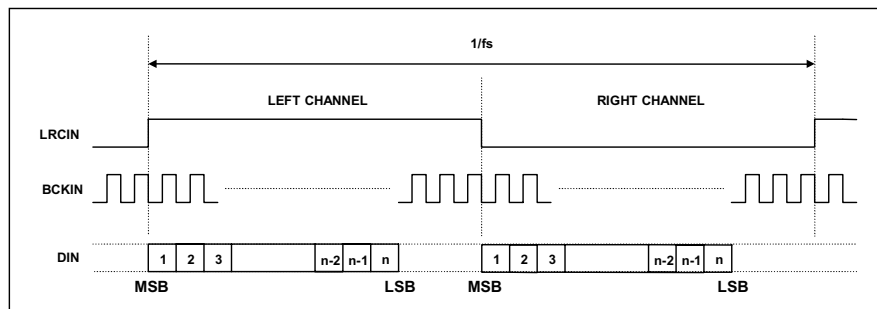 1/fs
LEFT CHANNEL RIGHT CHANNEL
LRCIN
BCKIN
DIN 1 2 3 n-2 n-1 n 1 2 3 n-2 n-1 n
MSB LSB MSB LSB